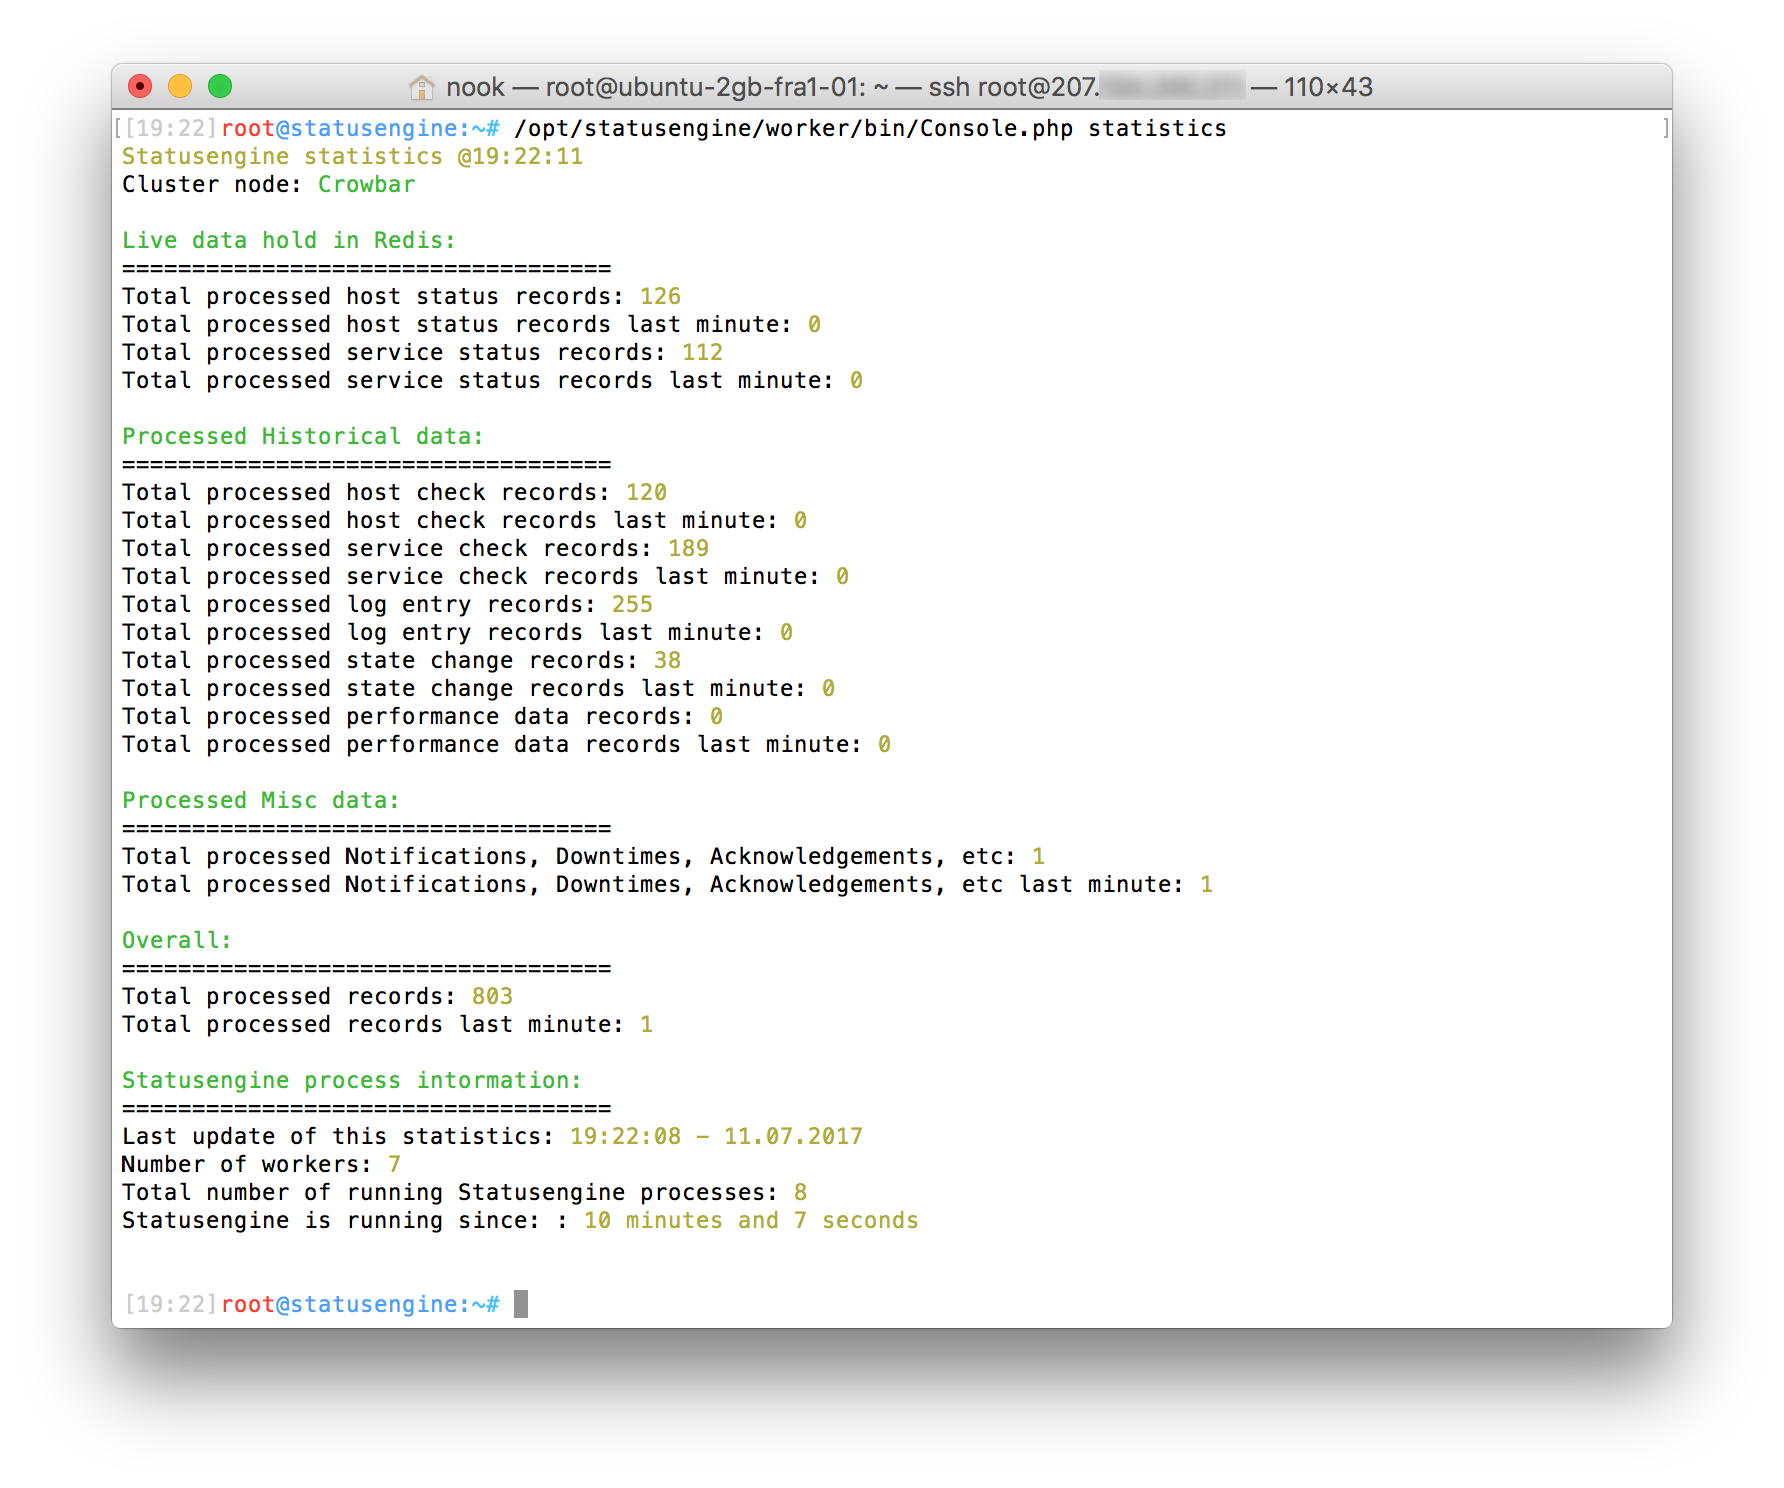 nook — root@ubuntu-2gb-fra1-01: ~ — ssh root@207. — 110×43
[[19:22]root@statusengine:~# /opt/statusengine/worker/bin/Console.php statistics ]
Statusengine statistics @19:22:11
Cluster node: Crowbar
Live data hold in Redis:
===================================
Total processed host status records: 126
Total processed host status records last minute: 0
Total processed service status records: 112
Total processed service status records last minute: 0
Processed Historical data:
===================================
Total processed host check records: 120
Total processed host check records last minute: 0
Total processed service check records: 189
Total processed service check records last minute: 0
Total processed log entry records: 255
Total processed log entry records last minute: 0
Total processed state change records: 38
Total processed state change records last minute: 0
Total processed performance data records: 0
Total processed performance data records last minute: 0
Processed Misc data:
===================================
Total processed Notifications, Downtimes, Acknowledgements, etc: 1
Total processed Notifications, Downtimes, Acknowledgements, etc last minute: 1
Overall:
===================================
Total processed records: 803
Total processed records last minute: 1
Statusengine process intormation:
===================================
Last update of this statistics: 19:22:08 - 11.07.2017
Number of workers: 7
Total number of running Statusengine processes: 8
Statusengine is running since: : 10 minutes and 7 seconds
[19:22]root@statusengine:~#